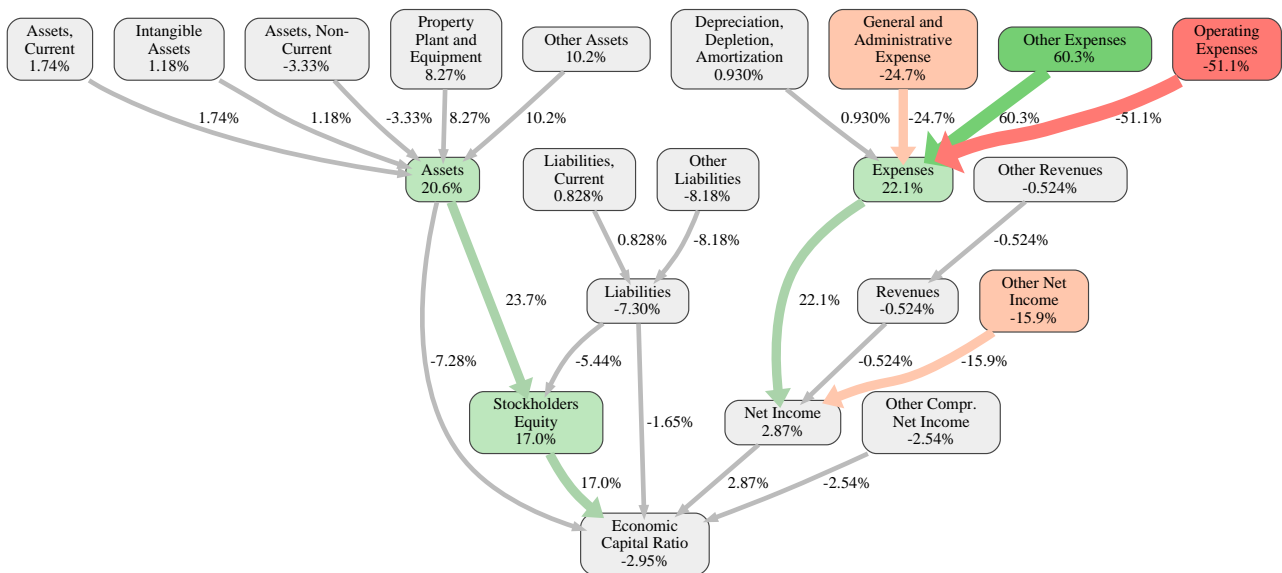 Assets,
Current
1.74%
Intangible
Assets
1.18%
Assets, Non-
Current
-3.33%
Property
Plant and
Equipment
8.27%
Other Assets
10.2%
Depreciation,
Depletion,
Amortization
0.930%
General and
Administrative
Expense
-24.7%
Other Expenses
60.3%
Operating
Expenses
-51.1%
1.74%
1.18%
-3.33%
8.27%
10.2%
0.930%
-24.7%
60.3%
-51.1%
Assets
20.6%
Liabilities,
Current
0.828%
Other
Liabilities
-8.18%
Expenses
22.1%
Other Revenues
-0.524%
0.828%
-8.18%
-0.524%
23.7%
Liabilities
-7.30%
22.1%
Revenues
-0.524%
Other Net
Income
-15.9%
-7.28%
-5.44%
-0.524%
-15.9%
Stockholders
Equity
17.0%
-1.65%
Net Income
2.87%
Other Compr.
Net Income
-2.54%
17.0%
2.87%
-2.54%
Economic
Capital Ratio
-2.95%